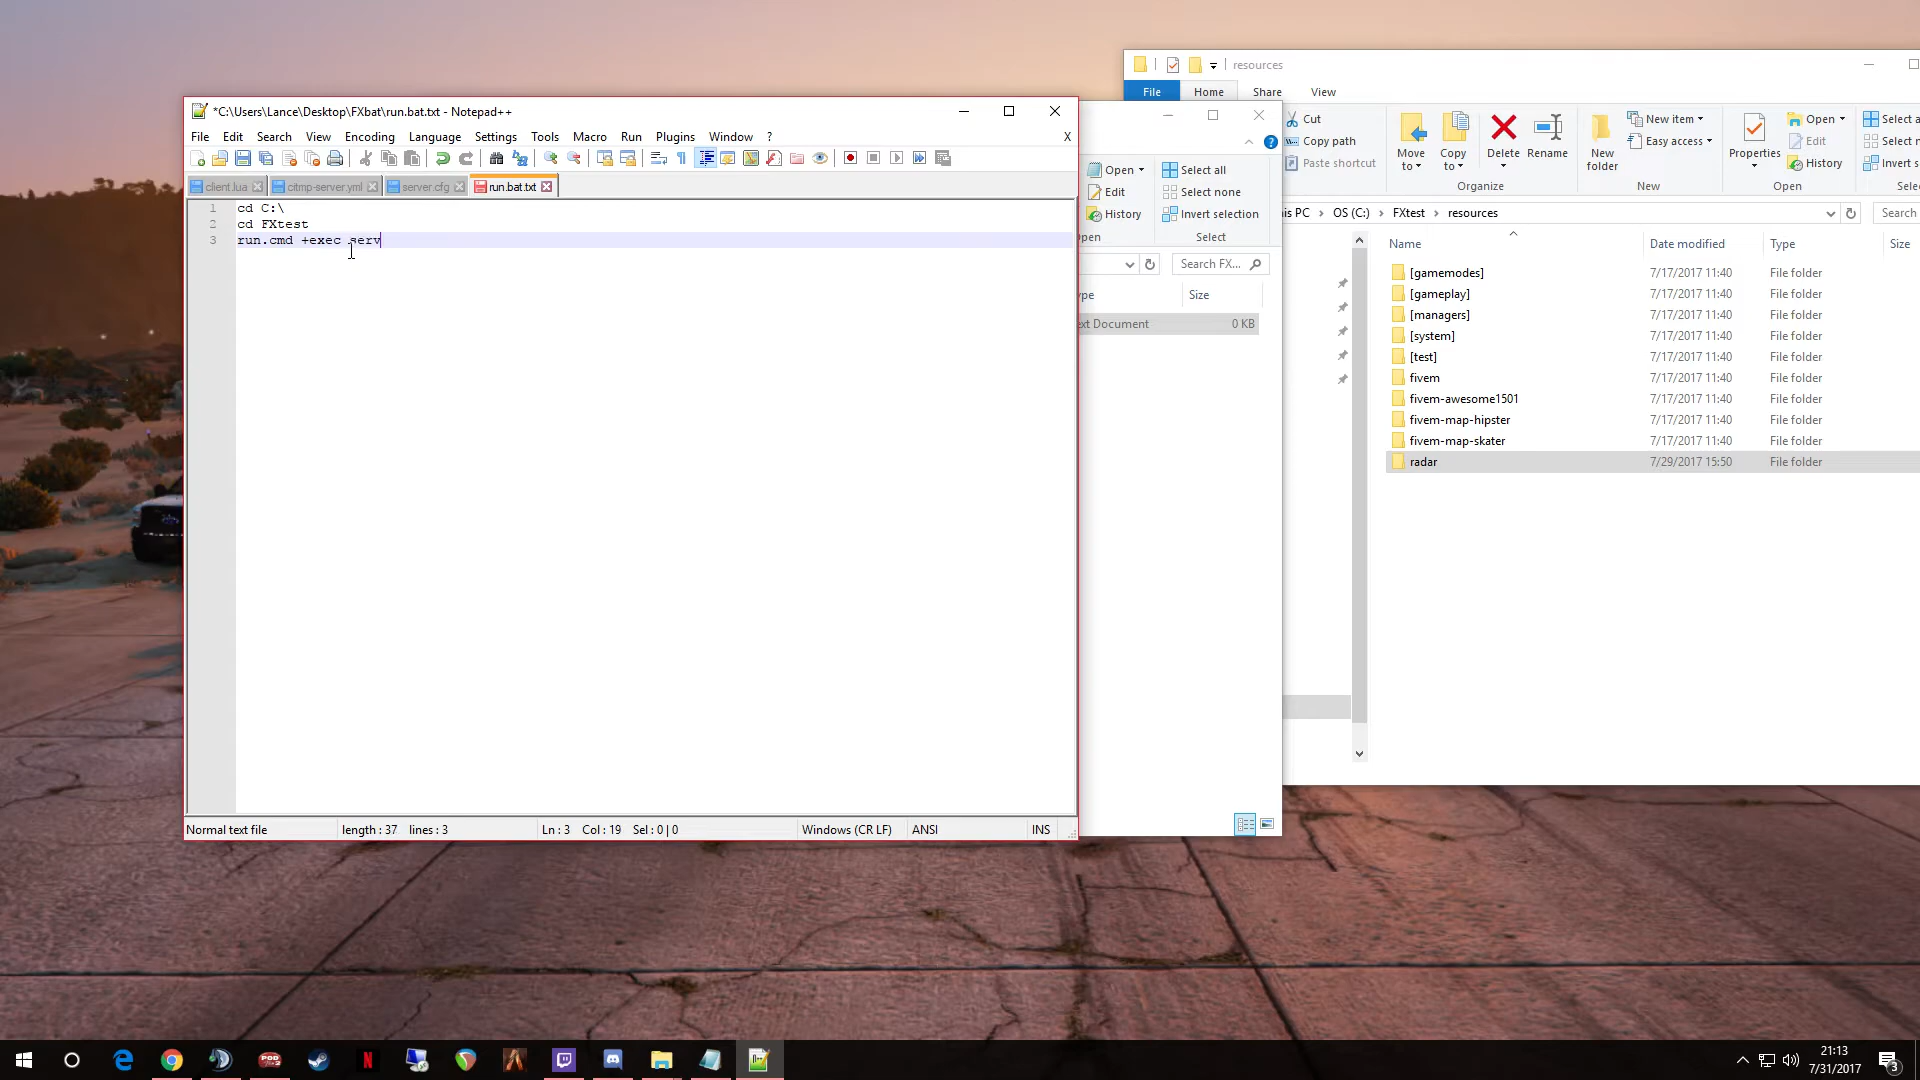 resources
File
Home
Share
View
Cut
Copy path
Paste shortcut
Move to
Copy to
Delete
Rename
New folder
New item
Easy access
Properties
Open
Edit
History
Organize
New
Open
OS (C:)
FXtest
resources
Search
Name
Date modified
Type
Size
[gamemodes] 7/17/2017 11:40 File folder
[gameplay] 7/17/2017 11:40 File folder
[managers] 7/17/2017 11:40 File folder
[system] 7/17/2017 11:40 File folder
[test] 7/17/2017 11:40 File folder
fivem 7/17/2017 11:40 File folder
fivem-awesome1501 7/17/2017 11:40 File folder
fivem-map-hipster 7/17/2017 11:40 File folder
fivem-map-skater 7/17/2017 11:40 File folder
radar 7/29/2017 15:50 File folder
*C:\Users\Lance\Desktop\FXbat\run.bat.txt - Notepad++
File Edit Search View Encoding Language Settings Tools Macro Run Plugins Window ? X
client.lua citmp-server.yml server.cfg run.bat.txt
1 cd C:\
2 cd FXtest
3 run.cmd +exec serv
Normal text file length : 37 lines : 3 Ln : 3 Col : 19 Sel : 0 | 0 Windows (CR LF) ANSI INS
Open
Edit
History
Select all
Select none
Invert selection
Select
Search FX...
Size
Document
0 KB
21:13
7/31/2017
3